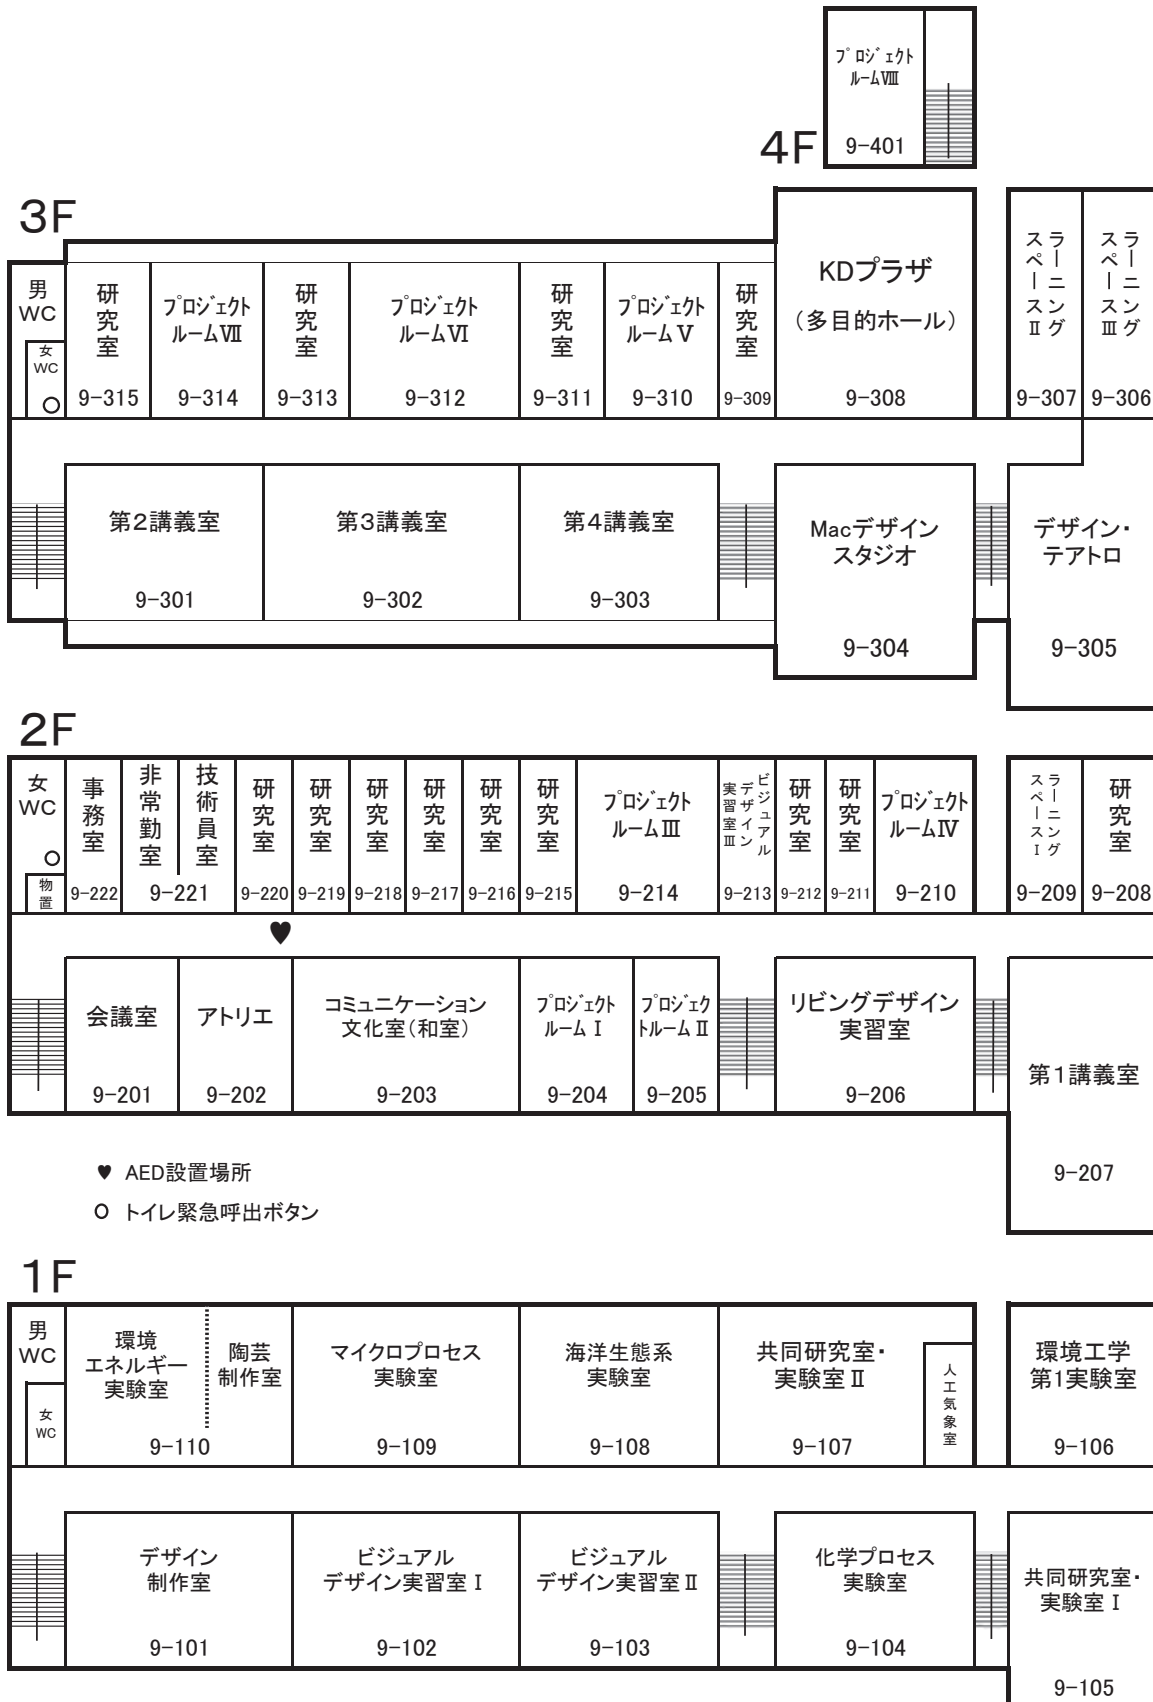 プロジェクト
ルームⅧ
9-401
4F
3F
男
WC
女
WC
研究室
9-315
プロジェクト
ルームⅦ
9-314
研究室
9-313
プロジェクト
ルームⅥ
9-312
研究室
9-311
プロジェクト
ルームⅤ
9-310
研究室
9-309
KDプラザ
(多目的ホール)
9-308
ラーニング
スペースⅡ
9-307
ラーニング
スペースⅢ
9-306
第2講義室
9-301
第3講義室
9-302
第4講義室
9-303
Macデザイン
スタジオ
9-304
デザイン・
テアトロ
9-305
2F
女
WC
物置
事務室
9-222
非常勤室
技術員室
9-221
研究室
9-220
研究室
9-219
研究室
9-218
研究室
9-217
研究室
9-216
研究室
9-215
プロジェクト
ルームⅢ
9-214
ビジュアル
デザイン
実習室Ⅲ
9-213
研究室
9-212
研究室
9-211
プロジェクト
ルームⅣ
9-210
ラーニング
スペースⅠ
9-209
研究室
9-208
会議室
9-201
アトリエ
9-202
コミュニケーション
文化室(和室)
9-203
プロジェクト
ルームⅠ
9-204
プロジェク
トルームⅡ
9-205
リビングデザイン
実習室
9-206
第1講義室
9-207
♥ AED設置場所
○ トイレ緊急呼出ボタン
1F
男
WC
女
WC
環境
エネルギー
実験室
陶芸
制作室
9-110
マイクロプロセス
実験室
9-109
海洋生態系
実験室
9-108
共同研究室・
実験室Ⅱ
9-107
人工気象室
環境工学
第1実験室
9-106
デザイン
制作室
9-101
ビジュアル
デザイン実習室Ⅰ
9-102
ビジュアル
デザイン実習室Ⅱ
9-103
化学プロセス
実験室
9-104
共同研究室・
実験室Ⅰ
9-105